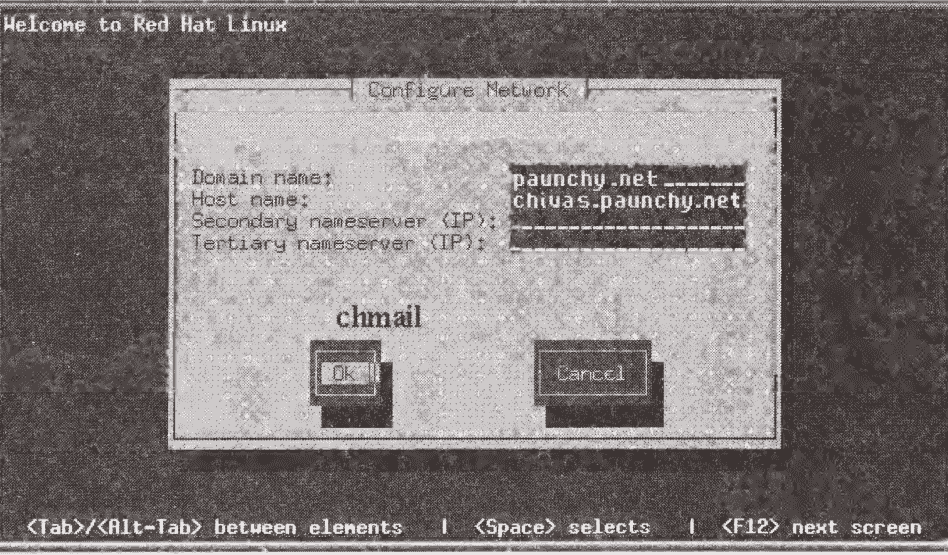 Welcome to Red Hat Linux
Configure Network
Domain name: paunchy.net
Host name: chivas.paunchy.net
Secondary nameserver (IP):
Tertiary nameserver (IP):
chmail
Ok Cancel
<Tab>/<Alt-Tab> between elements | <Space> selects | <F12> next screen